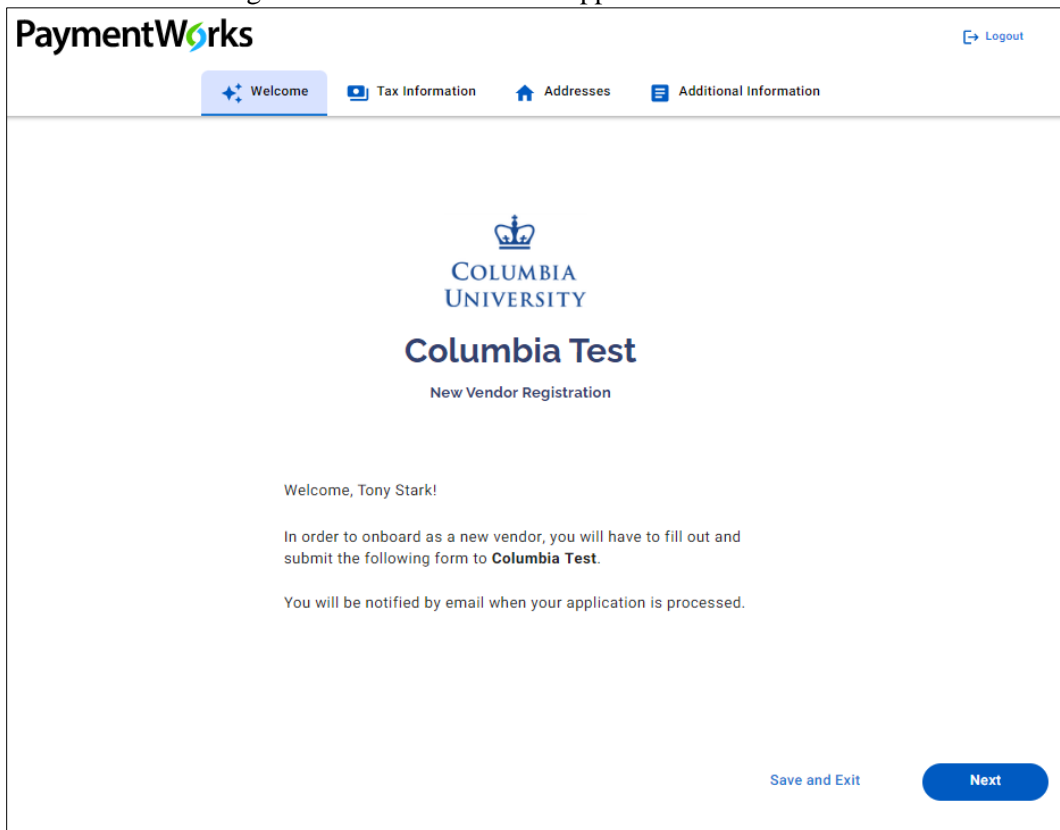 PaymentWorks
Logout
Welcome Tax Information Addresses Additional Information
COLUMBIA
UNIVERSITY
Columbia Test
New Vendor Registration
Welcome, Tony Stark!
In order to onboard as a new vendor, you will have to fill out and
submit the following form to Columbia Test.
You will be notified by email when your application is processed.
Save and Exit Next